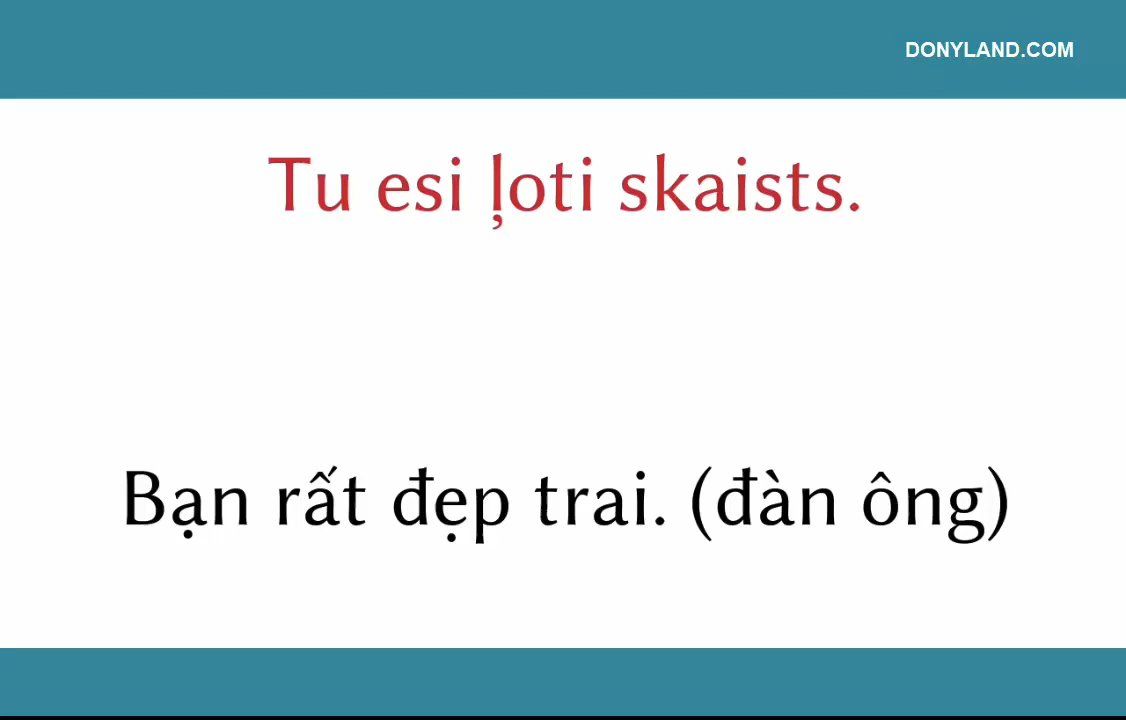 DONYLAND.COM
Tu esi ļoti skaists.
Bạn rất đẹp trai. (đàn ông)